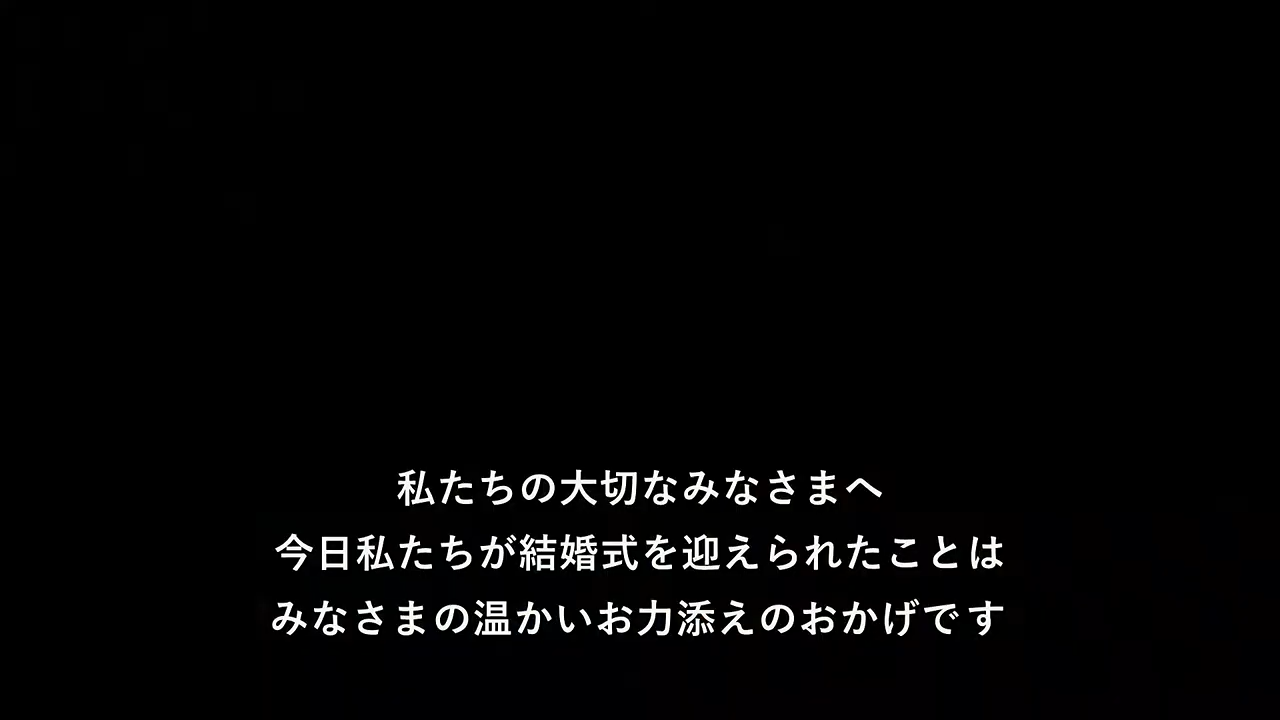 私たちの大切なみなさまへ
今日私たちが結婚式を迎えられたことは
みなさまの温かいお力添えのおかげです